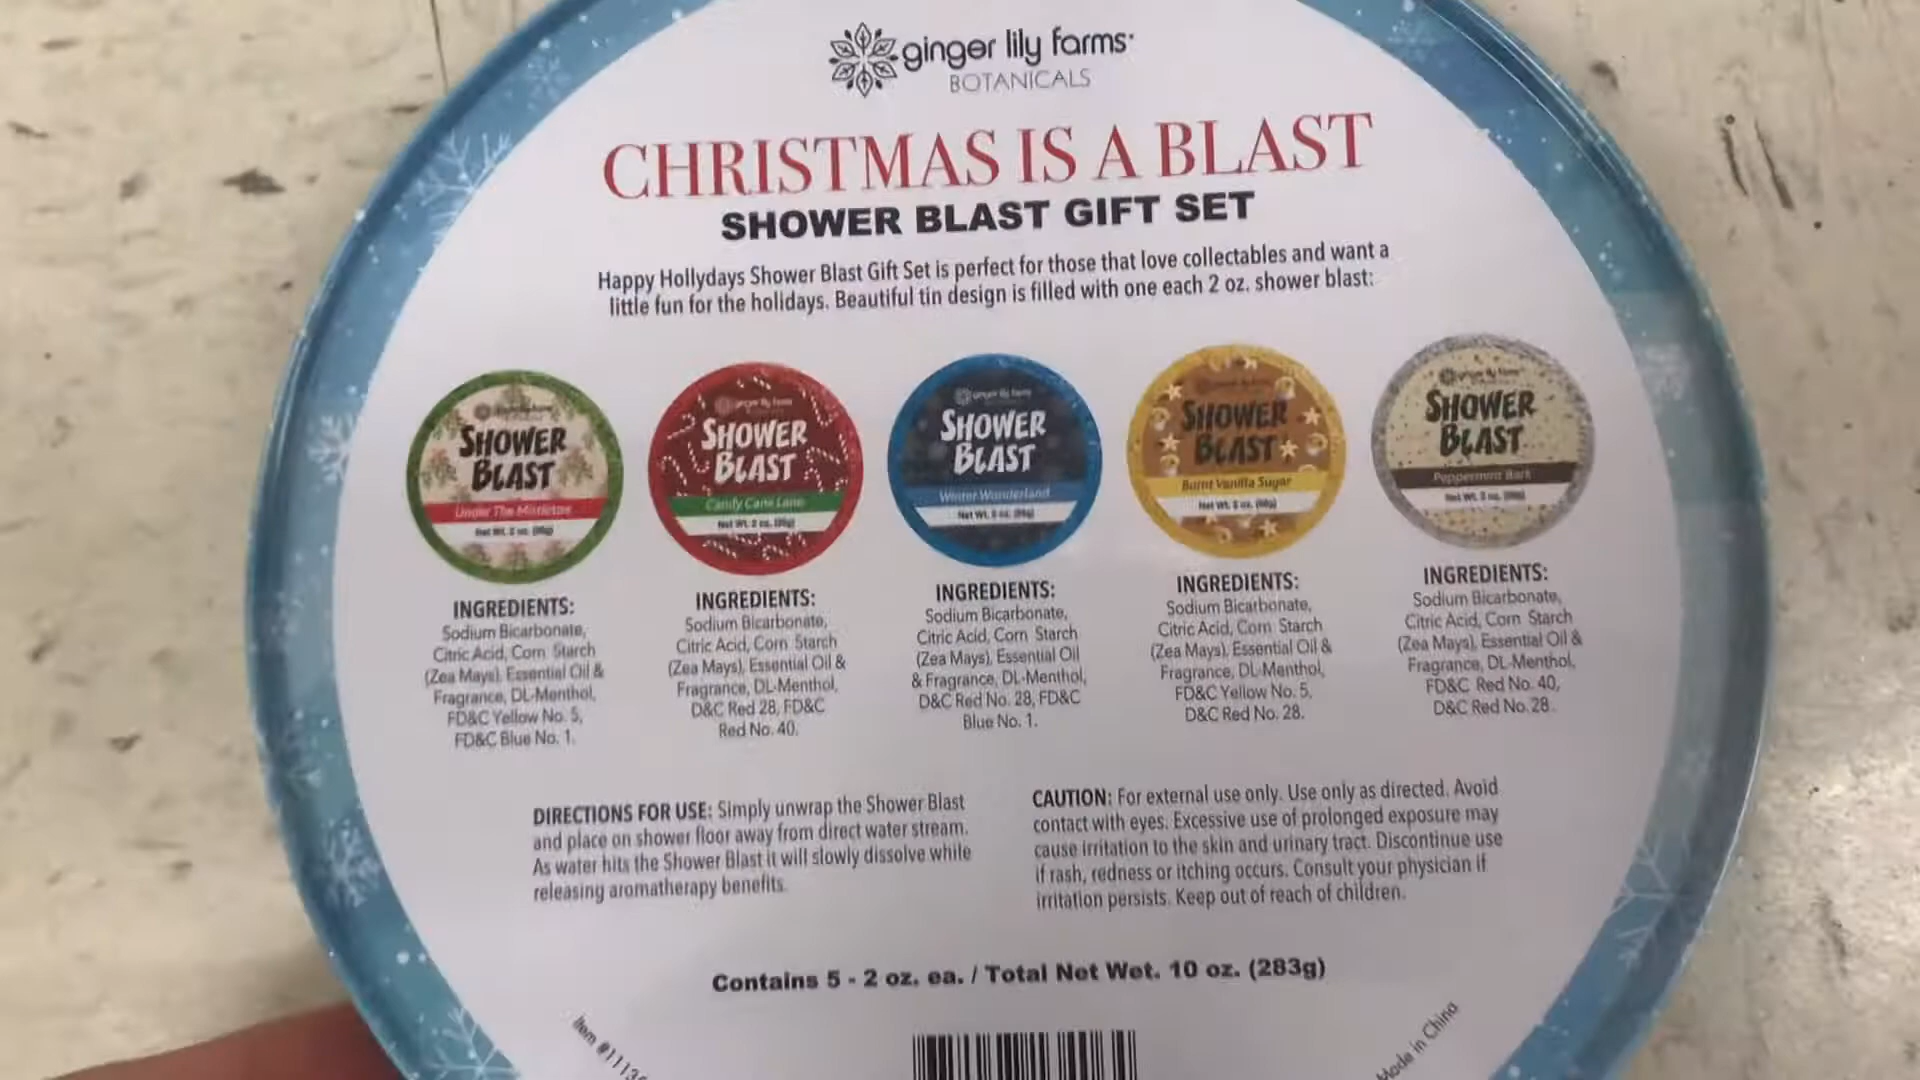 ginger lily farms
BOTANICALS
CHRISTMAS IS A BLAST
SHOWER BLAST GIFT SET
Happy Hollydays Shower Blast Gift Set is perfect for those that love collectables and want a
little fun for the holidays. Beautiful tin design is filled with one each 2 oz. shower blast:
SHOWER
BLAST
Under The Mistletoe
Net Wt. 2 oz. (56g)
ginger lily farms
SHOWER
BLAST
Candy Cane Lane
Net Wt. 2 oz. (56g)
ginger lily farms
SHOWER
BLAST
Winter Wonderland
Net Wt. 2 oz. (56g)
ginger lily farms
SHOWER
BLAST
Burnt Vanilla Sugar
Net Wt. 2 oz. (56g)
ginger lily farms
SHOWER
BLAST
Peppermint Bark
Net Wt. 2 oz. (56g)
INGREDIENTS:
Sodium Bicarbonate,
Citric Acid, Corn Starch
(Zea Mays), Essential Oil &
Fragrance, DL-Menthol,
FD&C Yellow No. 5,
FD&C Blue No. 1.
INGREDIENTS:
Sodium Bicarbonate,
Citric Acid, Corn Starch
(Zea Mays), Essential Oil &
Fragrance, DL-Menthol,
D&C Red 28, FD&C
Red No. 40.
INGREDIENTS:
Sodium Bicarbonate,
Citric Acid, Corn Starch
(Zea Mays), Essential Oil
& Fragrance, DL-Menthol,
D&C Red No. 28, FD&C
Blue No. 1.
INGREDIENTS:
Sodium Bicarbonate,
Citric Acid, Corn Starch
(Zea Mays), Essential Oil &
Fragrance, DL-Menthol,
FD&C Yellow No. 5,
D&C Red No. 28.
INGREDIENTS:
Sodium Bicarbonate,
Citric Acid, Corn Starch
(Zea Mays), Essential Oil &
Fragrance, DL-Menthol,
FD&C Red No. 40,
D&C Red No. 28.
DIRECTIONS FOR USE: Simply unwrap the Shower Blast
and place on shower floor away from direct water stream.
As water hits the Shower Blast it will slowly dissolve while
releasing aromatherapy benefits.
CAUTION: For external use only. Use only as directed. Avoid
contact with eyes. Excessive use of prolonged exposure may
cause irritation to the skin and urinary tract. Discontinue use
if rash, redness or itching occurs. Consult your physician if
irritation persists. Keep out of reach of children.
Contains 5 - 2 oz. ea. / Total Net Wet. 10 oz. (283g)
Item #1113
Made in China